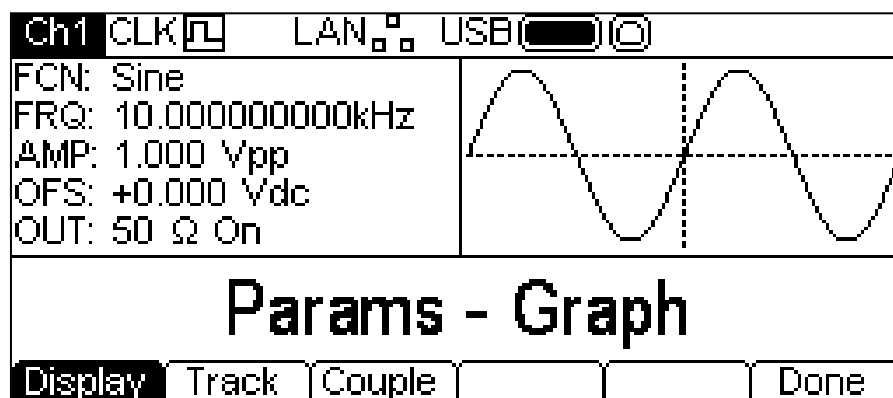 Ch1 CLK LAN USB
FCN: Sine
FRQ: 10.000000000kHz
AMP: 1.000 Vpp
OFS: +0.000 Vdc
OUT: 50 Ω On
Params - Graph
Display Track Couple Done